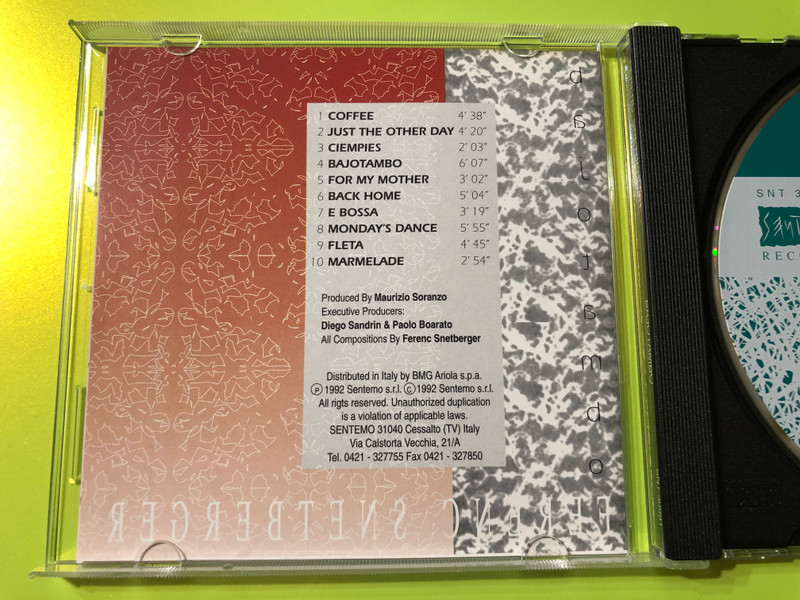 1 COFFEE 4' 38"
2 JUST THE OTHER DAY 4' 20"
3 CIEMPIES 2' 03"
4 BAJOTAMBO 6' 07"
5 FOR MY MOTHER 3' 02"
6 BACK HOME 5' 04"
7 E BOSSA 3' 19"
8 MONDAY'S DANCE 5' 55"
9 FLETA 4' 45"
10 MARMELADE 2' 54"
Produced By Maurizio Soranzo
Executive Producers:
Diego Sandrin & Paolo Boarato
All Compositions By Ferenc Snetberger
Distributed in Italy by BMG Ariola s.p.a.
Ⓟ 1992 Sentemo s.r.l. Ⓒ 1992 Sentemo s.r.l.
All rigts reserved. Unauthorized duplication
is a violation of applicable laws.
SENTEMO 31040 Cessalto (TV) Italy
Via Calstorta Vecchia, 21/A
Tel. 0421 - 327755 Fax 0421 - 327850
FERENC SNETBERGER
SNT 3